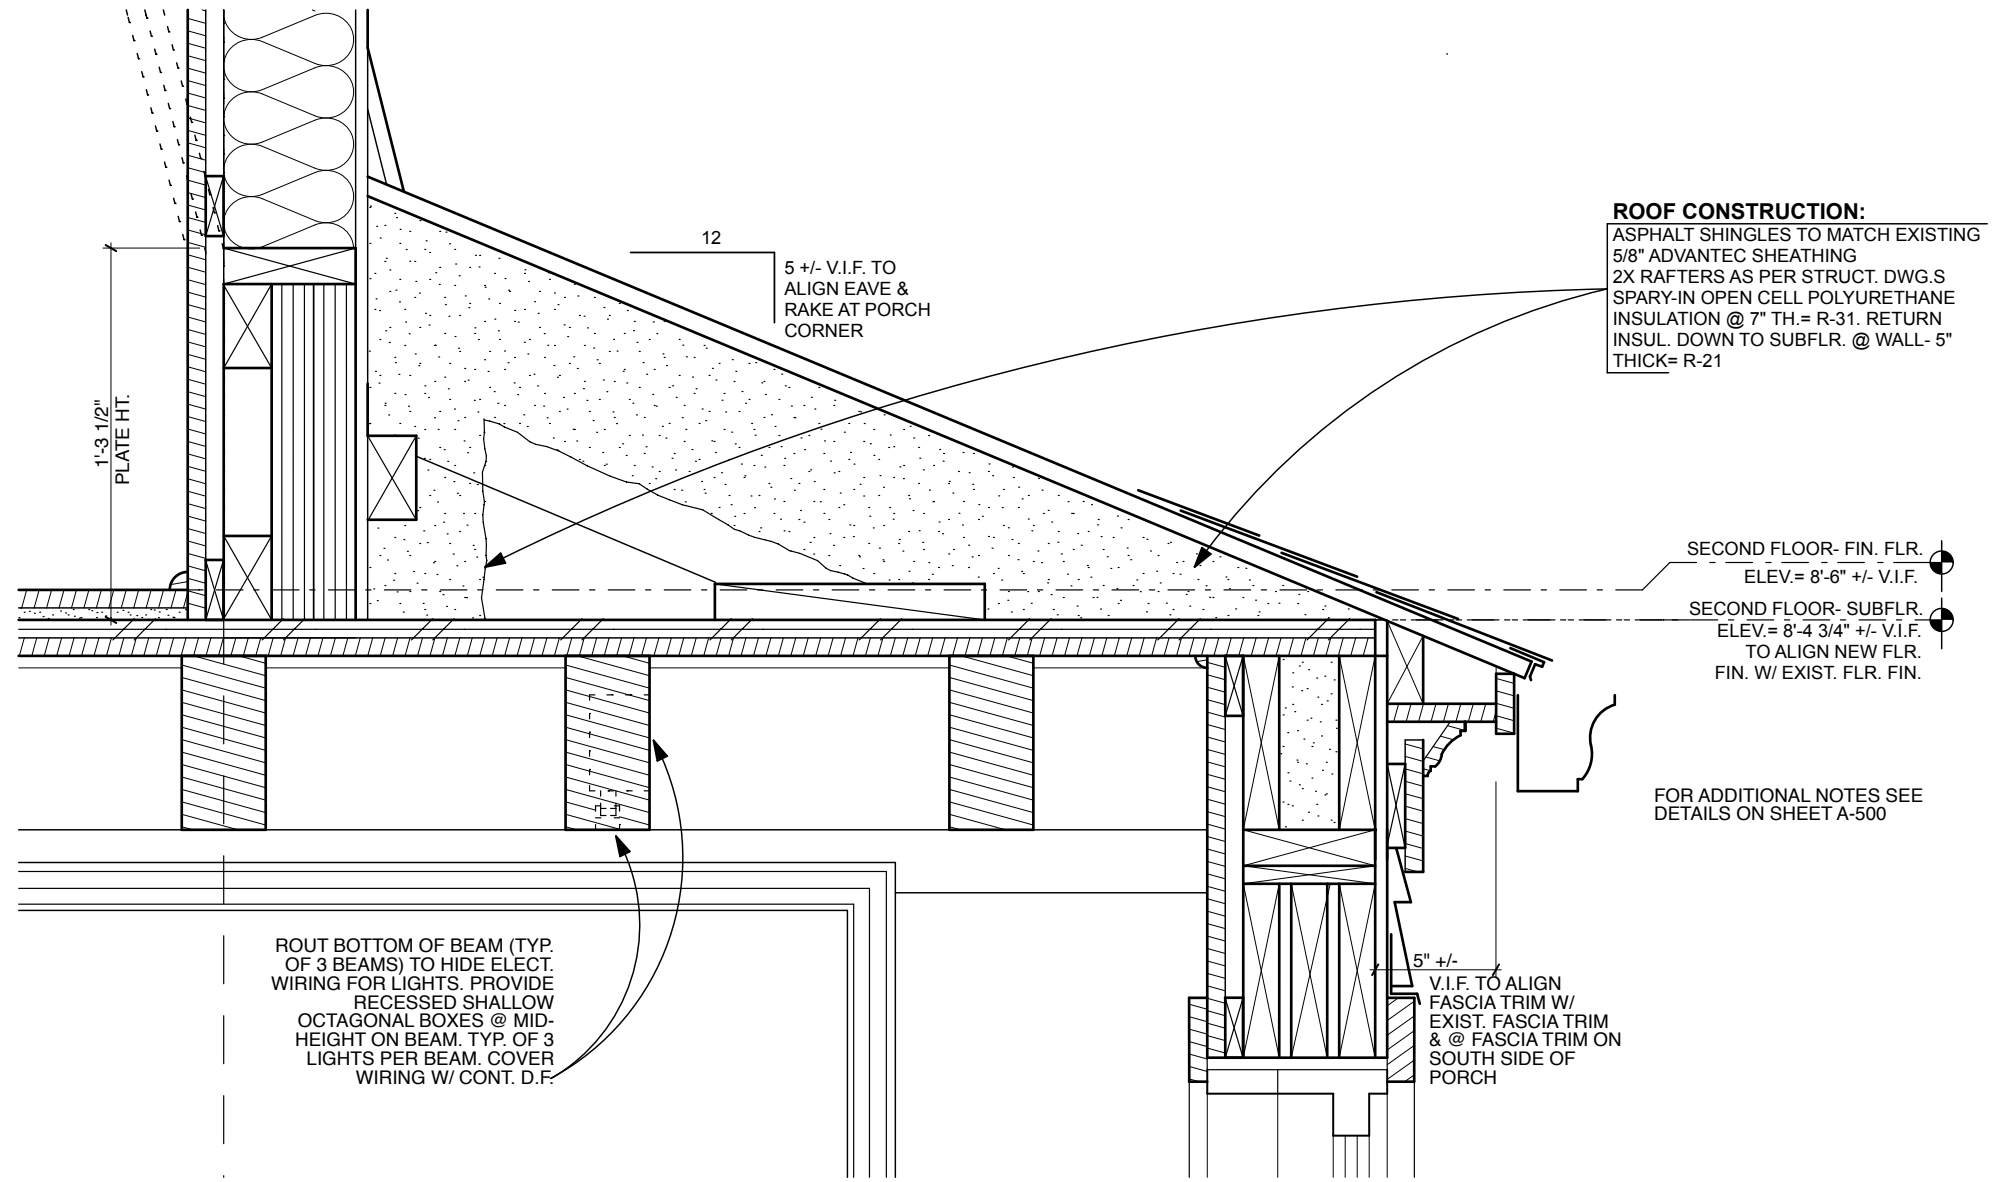 12
5 +/- V.I.F. TO
ALIGN EAVE &
RAKE AT PORCH
CORNER
ROOF CONSTRUCTION:
ASPHALT SHINGLES TO MATCH EXISTING
5/8" ADVANTEC SHEATHING
2X RAFTERS AS PER STRUCT. DWG.S
SPARY-IN OPEN CELL POLYURETHANE
INSULATION @ 7" TH.= R-31. RETURN
INSUL. DOWN TO SUBFLR. @ WALL- 5"
THICK= R-21
1'-3 1/2"
PLATE HT.
SECOND FLOOR- FIN. FLR.
ELEV.= 8'-6" +/- V.I.F.
SECOND FLOOR- SUBFLR.
ELEV.= 8'-4 3/4" +/- V.I.F.
TO ALIGN NEW FLR.
FIN. W/ EXIST. FLR. FIN.
FOR ADDITIONAL NOTES SEE
DETAILS ON SHEET A-500
ROUT BOTTOM OF BEAM (TYP.
OF 3 BEAMS) TO HIDE ELECT.
WIRING FOR LIGHTS. PROVIDE
RECESSED SHALLOW
OCTAGONAL BOXES @ MID-
HEIGHT ON BEAM. TYP. OF 3
LIGHTS PER BEAM. COVER
WIRING W/ CONT. D.F.
5" +/-
V.I.F. TO ALIGN
FASCIA TRIM W/
EXIST. FASCIA TRIM
& @ FASCIA TRIM ON
SOUTH SIDE OF
PORCH